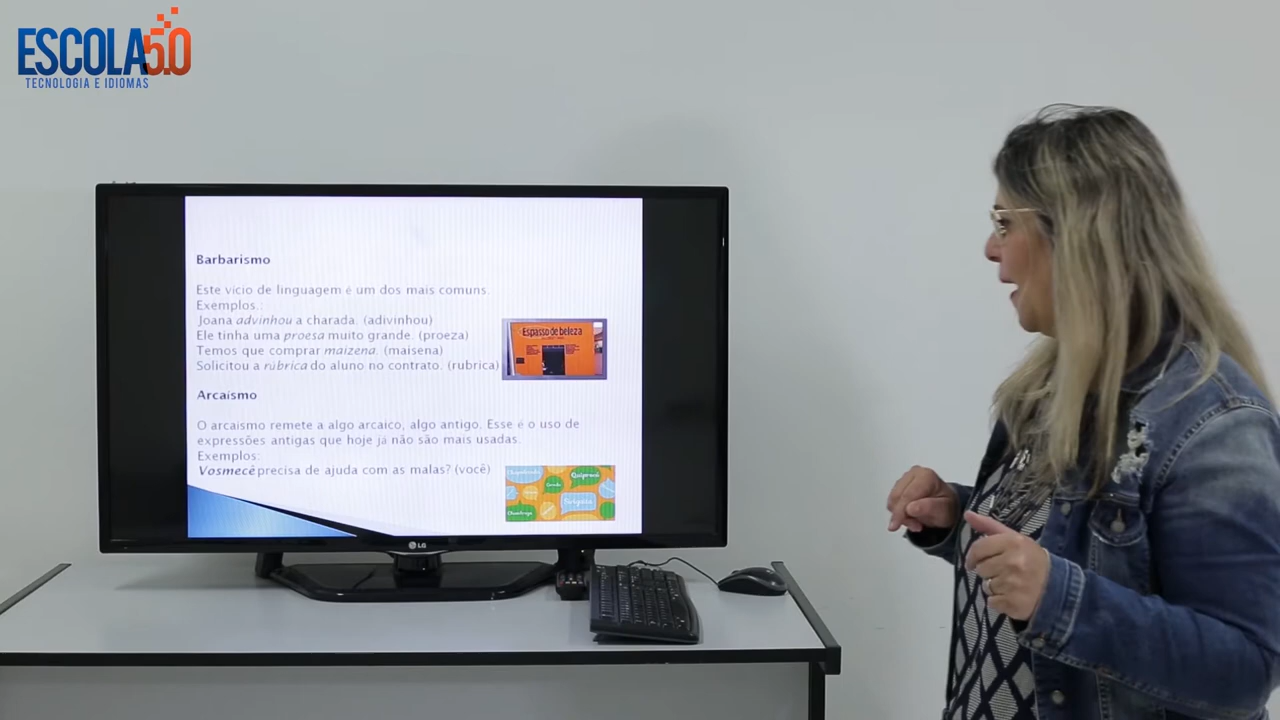 ESCOLA 5.0
TECNOLOGIA E IDIOMAS
Barbarismo
Este vício de linguagem é um dos mais comuns.
Exemplos.:
Joana advinhou a charada. (adivinhou)
Ele tinha uma proesa muito grande. (proeza)
Temos que comprar maizena. (maisena)
Solicitou a rúbrica do aluno no contrato. (rubrica)
Espasso de beleza
Arcaísmo
O arcaísmo remete a algo arcaico, algo antigo. Esse é o uso de
expressões antigas que hoje já não são mais usadas.
Exemplos:
Vosmecê precisa de ajuda com as malas? (você)
LG